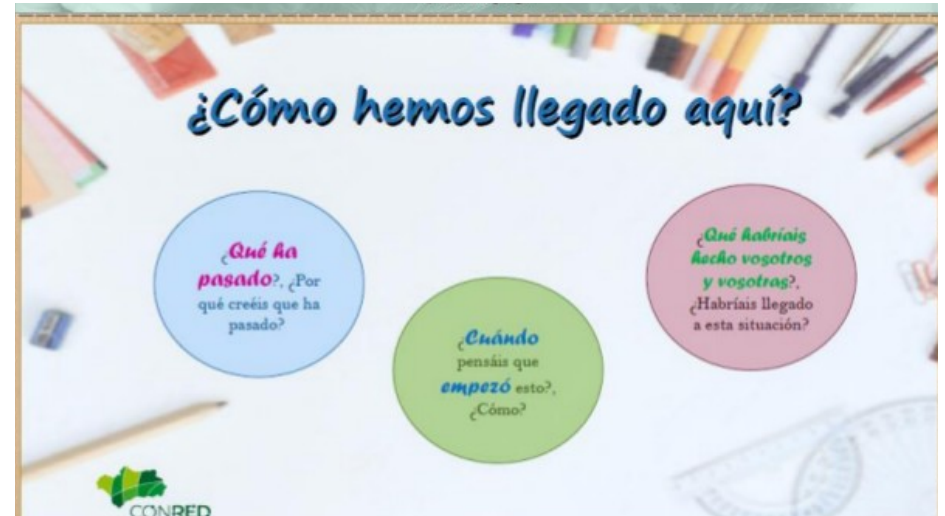 ¿Cómo hemos llegado aquí?
¿Qué ha
pasado?, ¿Por
qué creéis que ha
pasado?
¿Cuándo
pensáis que
empezó esto?,
¿Cómo?
¿Qué habríais
hecho vosotros
y vosotras?,
¿Habríais llegado
a esta situación?
CONRED